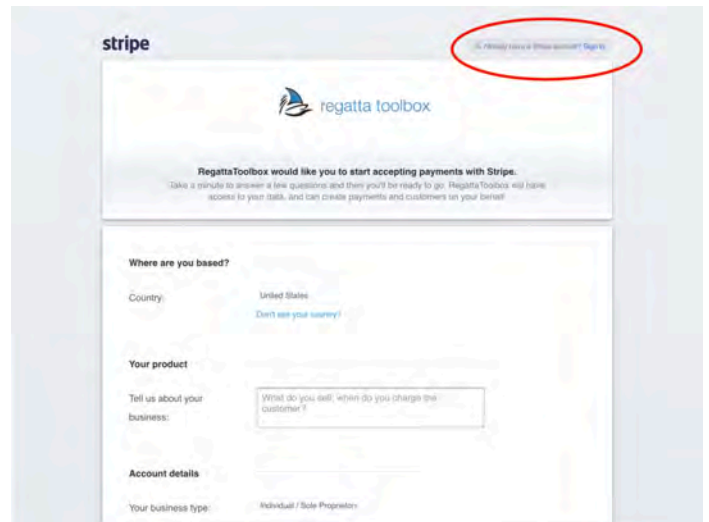 stripe
Already have a Stripe account? Sign in
regatta toolbox
RegattaToolbox would like you to start accepting payments with Stripe.
Take a minute to answer a few questions and then you'll be ready to go. RegattaToolbox will have
access to your data, and can create payments and customers on your behalf.
Where are you based?
Country:
United States
Don't see your country?
Your product
Tell us about your
business:
What do you sell, when do you charge the
customer?
Account details
Your business type:
Individual / Sole Proprietors